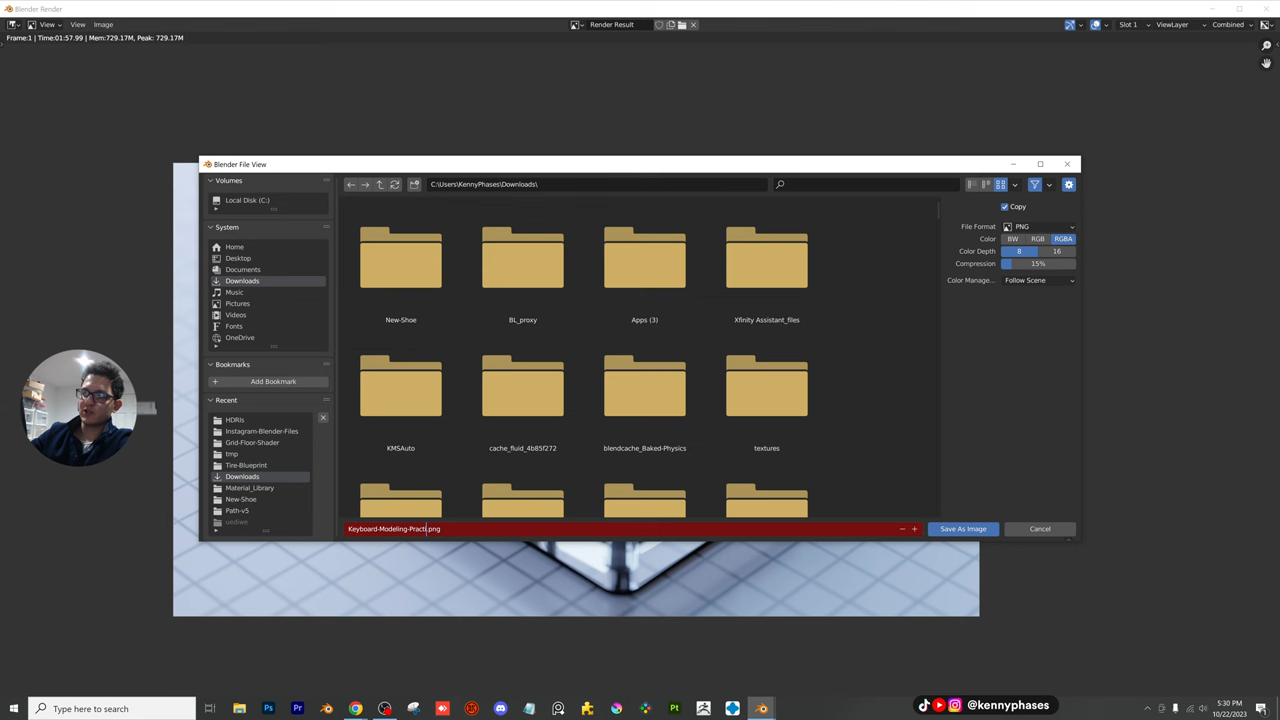 Blender Render
View
View
Image
Render Result
Slot 1
ViewLayer
Combined
Frame:1 | Time:01:57.99 | Mem:729.17M, Peak: 729.17M
Blender File View
Volumes
Local Disk (C:)
System
Home
Desktop
Documents
Downloads
Music
Pictures
Videos
Fonts
OneDrive
Bookmarks
Add Bookmark
Recent
HDRIs
Instagram-Blender-Files
Grid-Floor-Shader
tmp
Tire-Blueprint
Downloads
Material_Library
New-Shoe
Path-v5
uediwe
C:\Users\KennyPhases\Downloads\
New-Shoe
BL_proxy
Apps (3)
Xfinity Assistant_files
KMSAuto
cache_fluid_4b85f272
blendcache_Baked-Physics
textures
Copy
File Format
PNG
Color
BW
RGB
RGBA
Color Depth
8
16
Compression
15%
Color Manage...
Follow Scene
Keyboard-Modeling-Practi.png
Save As Image
Cancel
Type here to search
Ps
Pr
Pt
@kennyphases
5:30 PM
10/22/2023